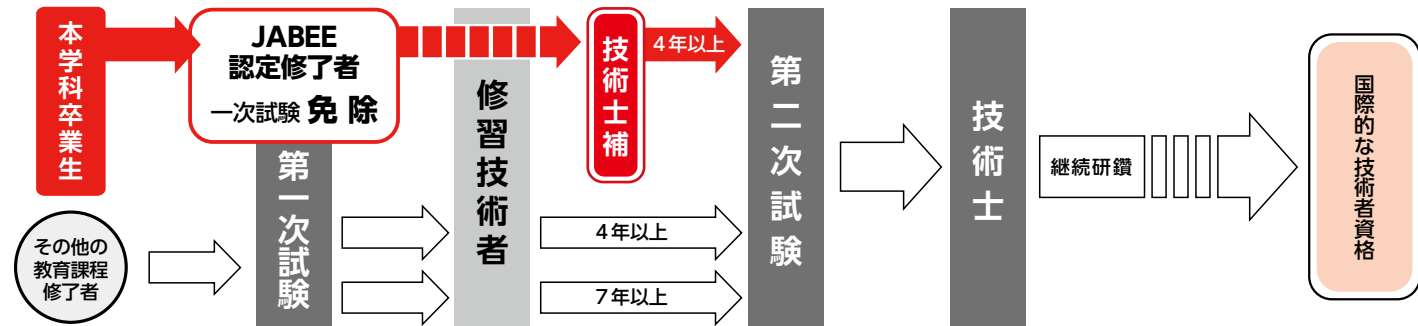 本学科卒業生
JABEE
認定修了者
一次試験 免除
第一次試験
修習技術者
技術士補
4年以上
第二次試験
技術士
継続研鑽
国際的な技術者資格
その他の
教育課程
修了者
4年以上
7年以上